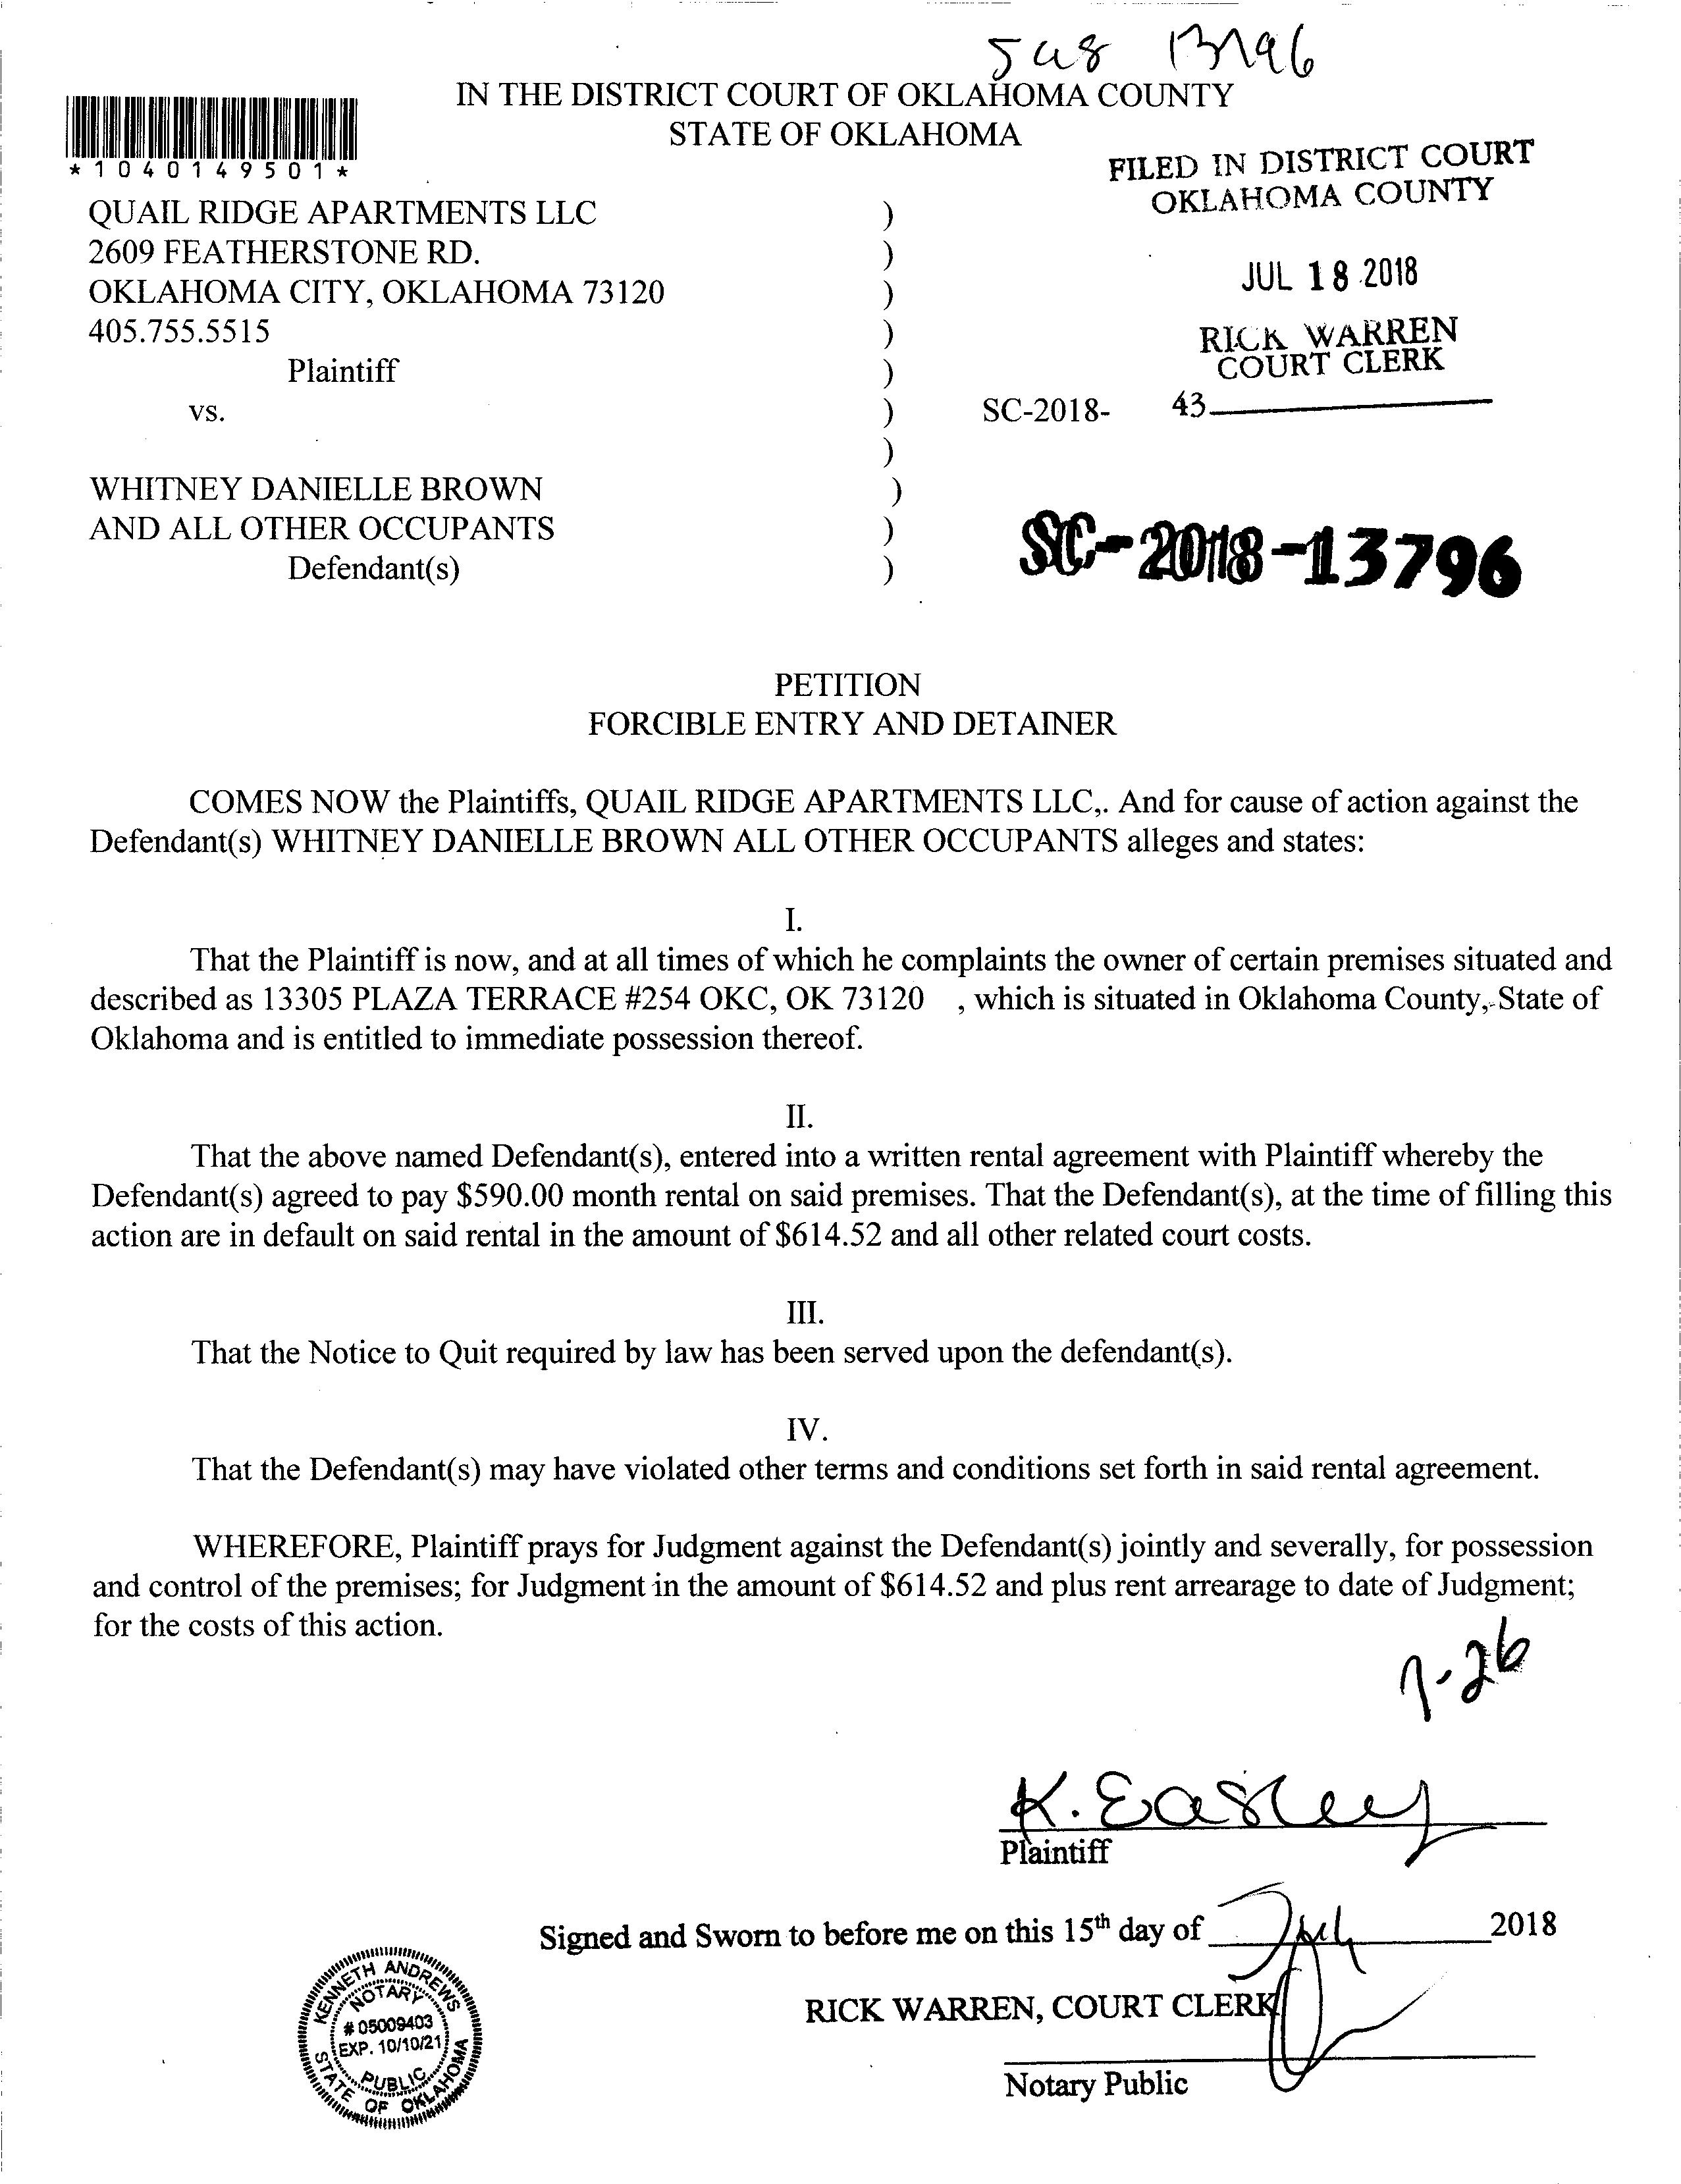 IN THE DISTRICT COURT OF OKLAHOMA COUNTY
STATE OF OKLAHOMA
*1040149501*
FILED IN DISTRICT COURT
OKLAHOMA COUNTY
JUL 18 2018
RICK WARREN
COURT CLERK
43
QUAIL RIDGE APARTMENTS LLC )
2609 FEATHERSTONE RD. )
OKLAHOMA CITY, OKLAHOMA 73120 )
405.755.5515 )
Plaintiff )
vs. ) SC-2018-
)
WHITNEY DANIELLE BROWN )
AND ALL OTHER OCCUPANTS )
Defendant(s) )
SC-2018-13796
PETITION
FORCIBLE ENTRY AND DETAINER
COMES NOW the Plaintiffs, QUAIL RIDGE APARTMENTS LLC,. And for cause of action against the
Defendant(s) WHITNEY DANIELLE BROWN ALL OTHER OCCUPANTS alleges and states:
I.
That the Plaintiff is now, and at all times of which he complaints the owner of certain premises situated and
described as 13305 PLAZA TERRACE #254 OKC, OK 73120 , which is situated in Oklahoma County, State of
Oklahoma and is entitled to immediate possession thereof.
II.
That the above named Defendant(s), entered into a written rental agreement with Plaintiff whereby the
Defendant(s) agreed to pay $590.00 month rental on said premises. That the Defendant(s), at the time of filling this
action are in default on said rental in the amount of $614.52 and all other related court costs.
III.
That the Notice to Quit required by law has been served upon the defendant(s).
IV.
That the Defendant(s) may have violated other terms and conditions set forth in said rental agreement.
WHEREFORE, Plaintiff prays for Judgment against the Defendant(s) jointly and severally, for possession
and control of the premises; for Judgment in the amount of $614.52 and plus rent arrearage to date of Judgment;
for the costs of this action.
7-26
K. Easley
Plaintiff
Signed and Sworn to before me on this 15th day of July 2018
RICK WARREN, COURT CLERK
Notary Public
KENNETH ANDREWS
NOTARY
# 05009403
EXP. 10/10/21
PUBLIC
STATE OF OKLAHOMA